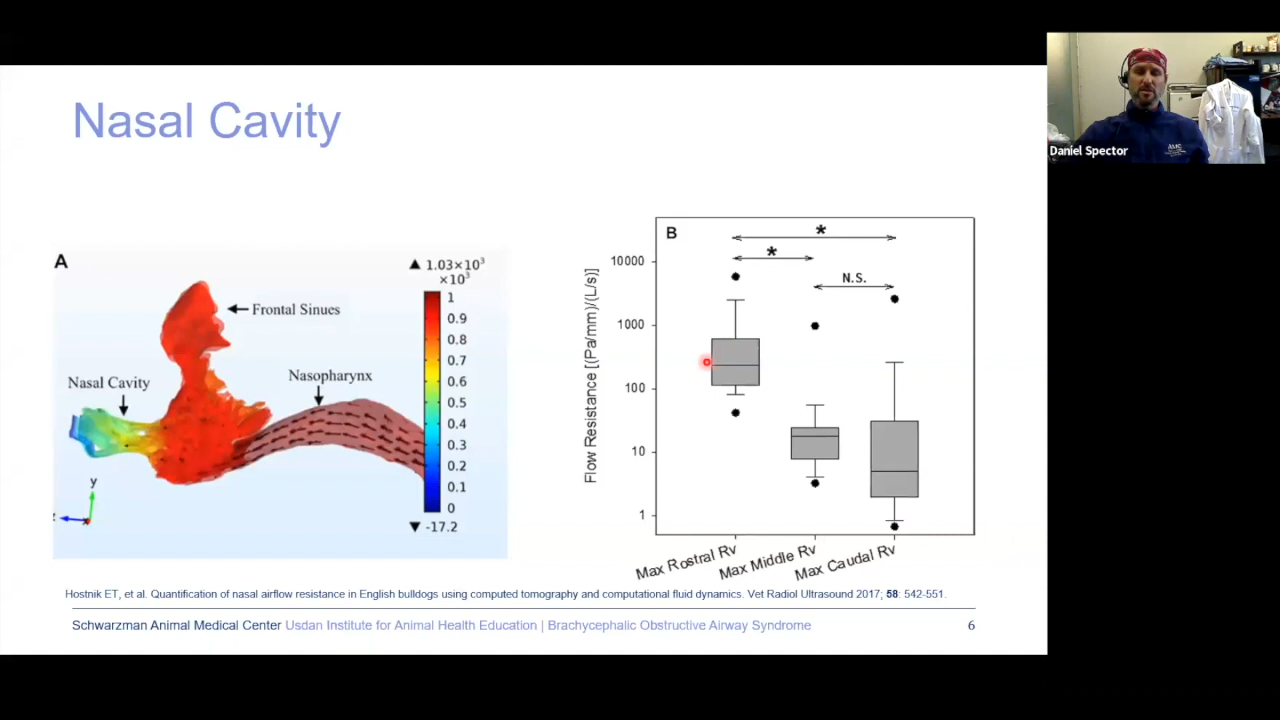 Nasal Cavity
Daniel Spector
AMC
A
▲ 1.03×10³
×10³
1
0.9
0.8
0.7
0.6
0.5
0.4
0.3
0.2
0.1
0
▼ -17.2
Frontal Sinues
Nasal Cavity
Nasopharynx
y
z
x
B
*
*
N.S.
Flow Resistance [(Pa/mm)/(L/s)]
10000
1000
100
10
1
Max Rostral Rv
Max Middle Rv
Max Caudal Rv
Hostnik ET, et al. Quantification of nasal airflow resistance in English bulldogs using computed tomography and computational fluid dynamics. Vet Radiol Ultrasound 2017; 58: 542-551.
Schwarzman Animal Medical Center Usdan Institute for Animal Health Education | Brachycephalic Obstructive Airway Syndrome
6